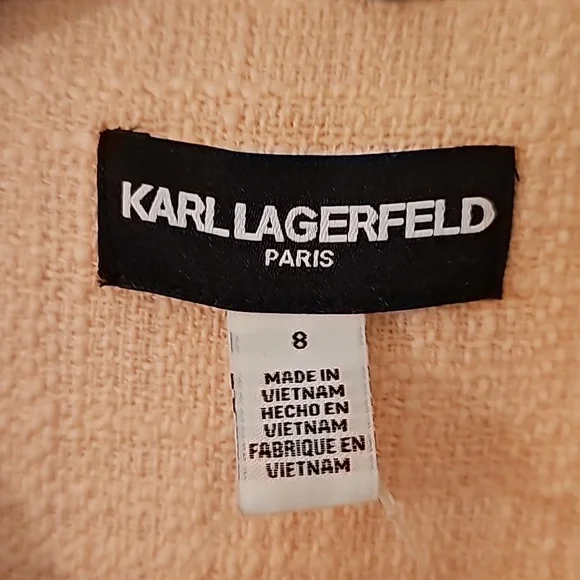 KARL LAGERFELD
PARIS
8
MADE IN
VIETNAM
HECHO EN
VIETNAM
FABRIQUE EN
VIETNAM